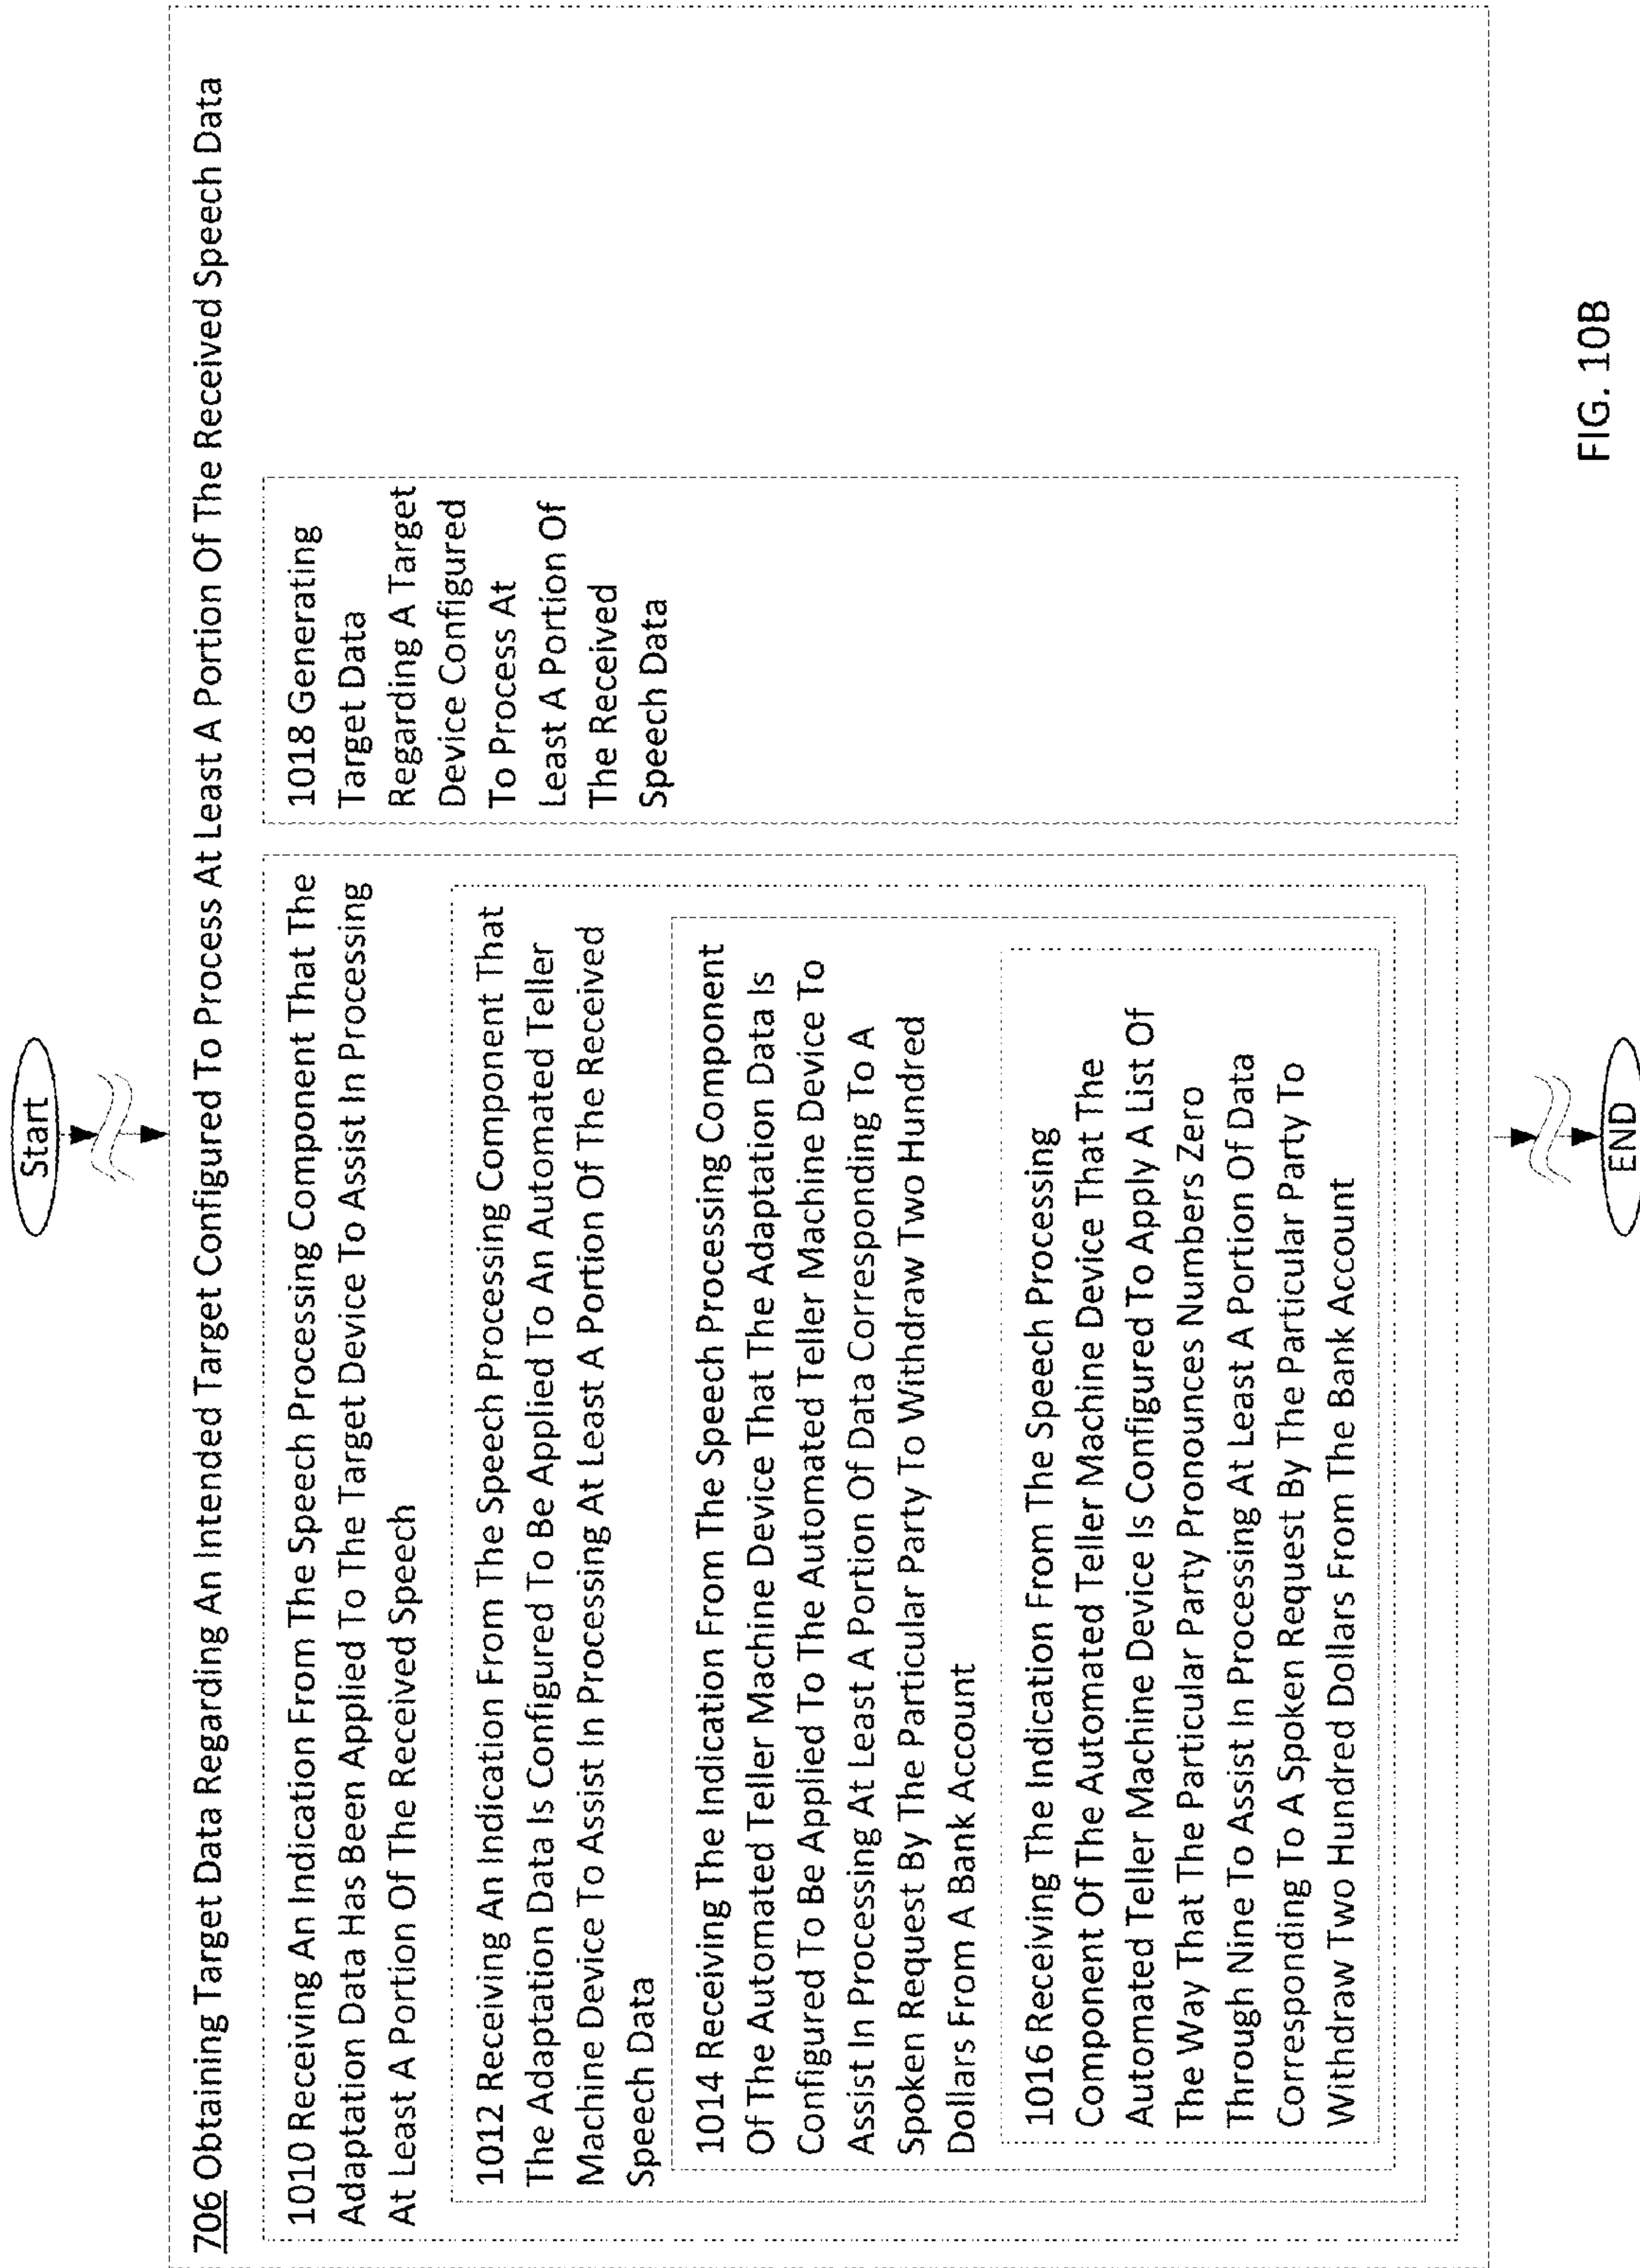 Start
706 Obtaining Target Data Regarding An Intended Target Configured To Process At Least A Portion Of The Received Speech Data
1010 Receiving An Indication From The Speech Processing Component That The
Adaptation Data Has Been Applied To The Target Device To Assist In Processing
At Least A Portion Of The Received Speech
1012 Receiving An Indication From The Speech Processing Component That
The Adaptation Data Is Configured To Be Applied To An Automated Teller
Machine Device To Assist In Processing At Least A Portion Of The Received
Speech Data
1014 Receiving The Indication From The Speech Processing Component
Of The Automated Teller Machine Device That The Adaptation Data Is
Configured To Be Applied To The Automated Teller Machine Device To
Assist In Processing At Least A Portion Of Data Corresponding To A
Spoken Request By The Particular Party To Withdraw Two Hundred
Dollars From A Bank Account
1016 Receiving The Indication From The Speech Processing
Component Of The Automated Teller Machine Device That The
Automated Teller Machine Device Is Configured To Apply A List Of
The Way That The Particular Party Pronounces Numbers Zero
Through Nine To Assist In Processing At Least A Portion Of Data
Corresponding To A Spoken Request By The Particular Party To
Withdraw Two Hundred Dollars From The Bank Account
1018 Generating
Target Data
Regarding A Target
Device Configured
To Process At
Least A Portion Of
The Received
Speech Data
END
FIG. 10B